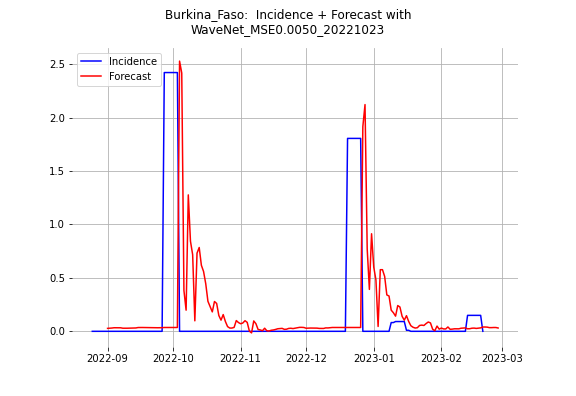 Burkina_Faso:  Incidence + Forecast with
WaveNet_MSE0.0050_20221023
Incidence
Forecast
2.5
2.0
1.5
1.0
0.5
0.0
2022-09 2022-10 2022-11 2022-12 2023-01 2023-02 2023-03